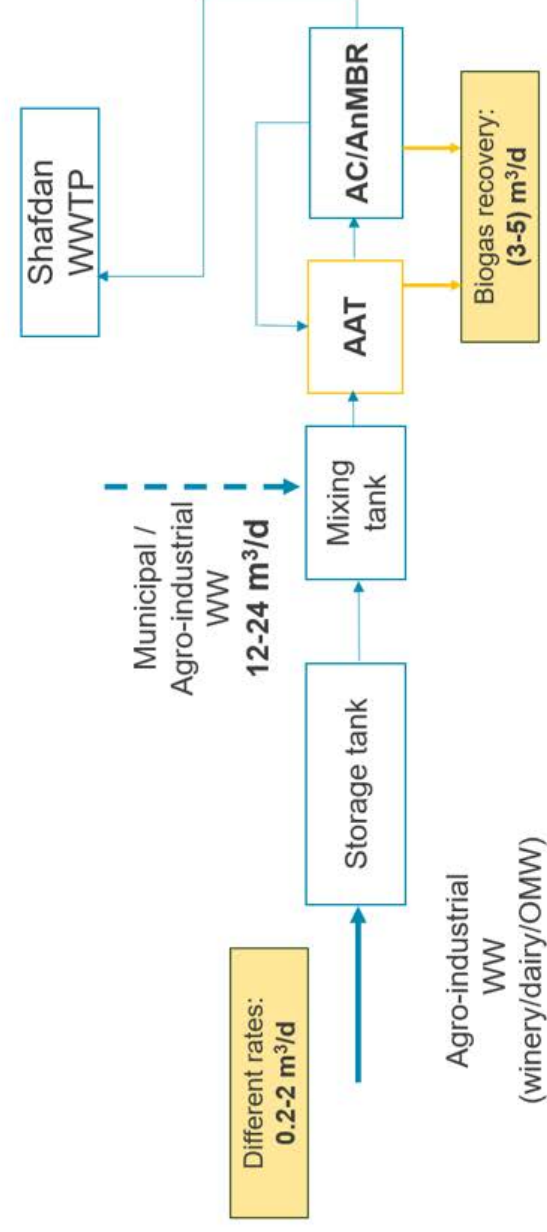 Different rates:
0.2-2 m³/d
Agro-industrial
WW
(winery/dairy/OMW)
Storage tank
Municipal /
Agro-industrial
WW
12-24 m³/d
Mixing
tank
AAT
AC/AnMBR
Shafdan
WWTP
Biogas recovery:
(3-5) m³/d